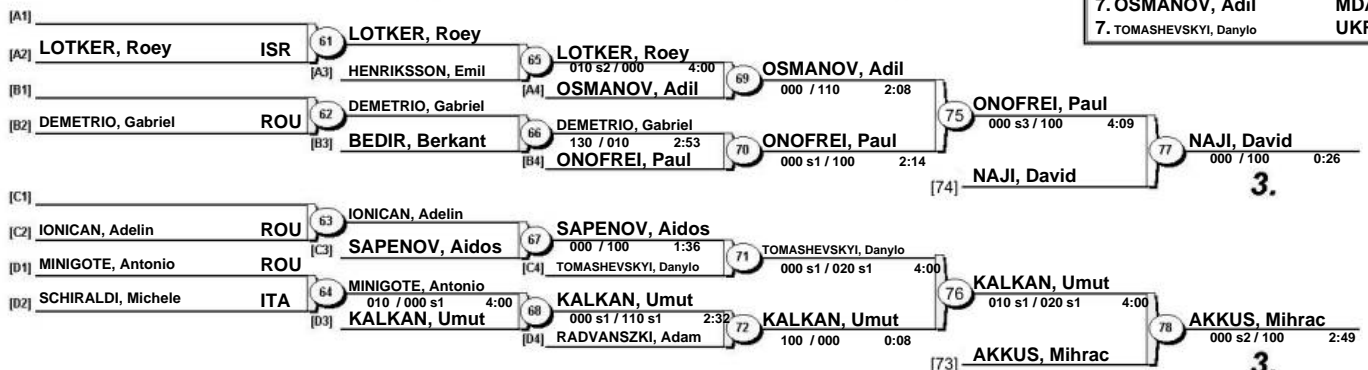 7. OSMANOV, Adil
7. TOMASHEVSKYI, Danylo UKR
[A1]
[A2] LOTKER, Roey ISR
61 LOTKER, Roey
[A3] HENRIKSSON, Emil
65 LOTKER, Roey
010 s2 / 000 4:00
[A4] OSMANOV, Adil
69 OSMANOV, Adil
000 / 110 2:08
[B1]
[B2] DEMETRIO, Gabriel ROU
62 DEMETRIO, Gabriel
[B3] BEDIR, Berkant
66 DEMETRIO, Gabriel
130 / 010 2:53
[B4] ONOFREI, Paul
70 ONOFREI, Paul
000 s1 / 100 2:14
75 ONOFREI, Paul
000 s3 / 100 4:09
[74] NAJI, David
77 NAJI, David
000 / 100 0:26
3.
[C1]
[C2] IONICAN, Adelin ROU
63 IONICAN, Adelin
[C3] SAPENOV, Aidos
67 SAPENOV, Aidos
000 / 100 1:36
[C4] TOMASHEVSKYI, Danylo
71 TOMASHEVSKYI, Danylo
000 s1 / 020 s1 4:00
[D1] MINIGOTE, Antonio ROU
[D2] SCHIRALDI, Michele ITA
64 MINIGOTE, Antonio
010 / 000 s1 4:00
[D3] KALKAN, Umut
68 KALKAN, Umut
000 s1 / 110 s1 2:32
[D4] RADVANSZKI, Adam
72 KALKAN, Umut
100 / 000 0:08
76 KALKAN, Umut
010 s1 / 020 s1 4:00
[73] AKKUS, Mihrac
78 AKKUS, Mihrac
000 s2 / 100 2:49
3.